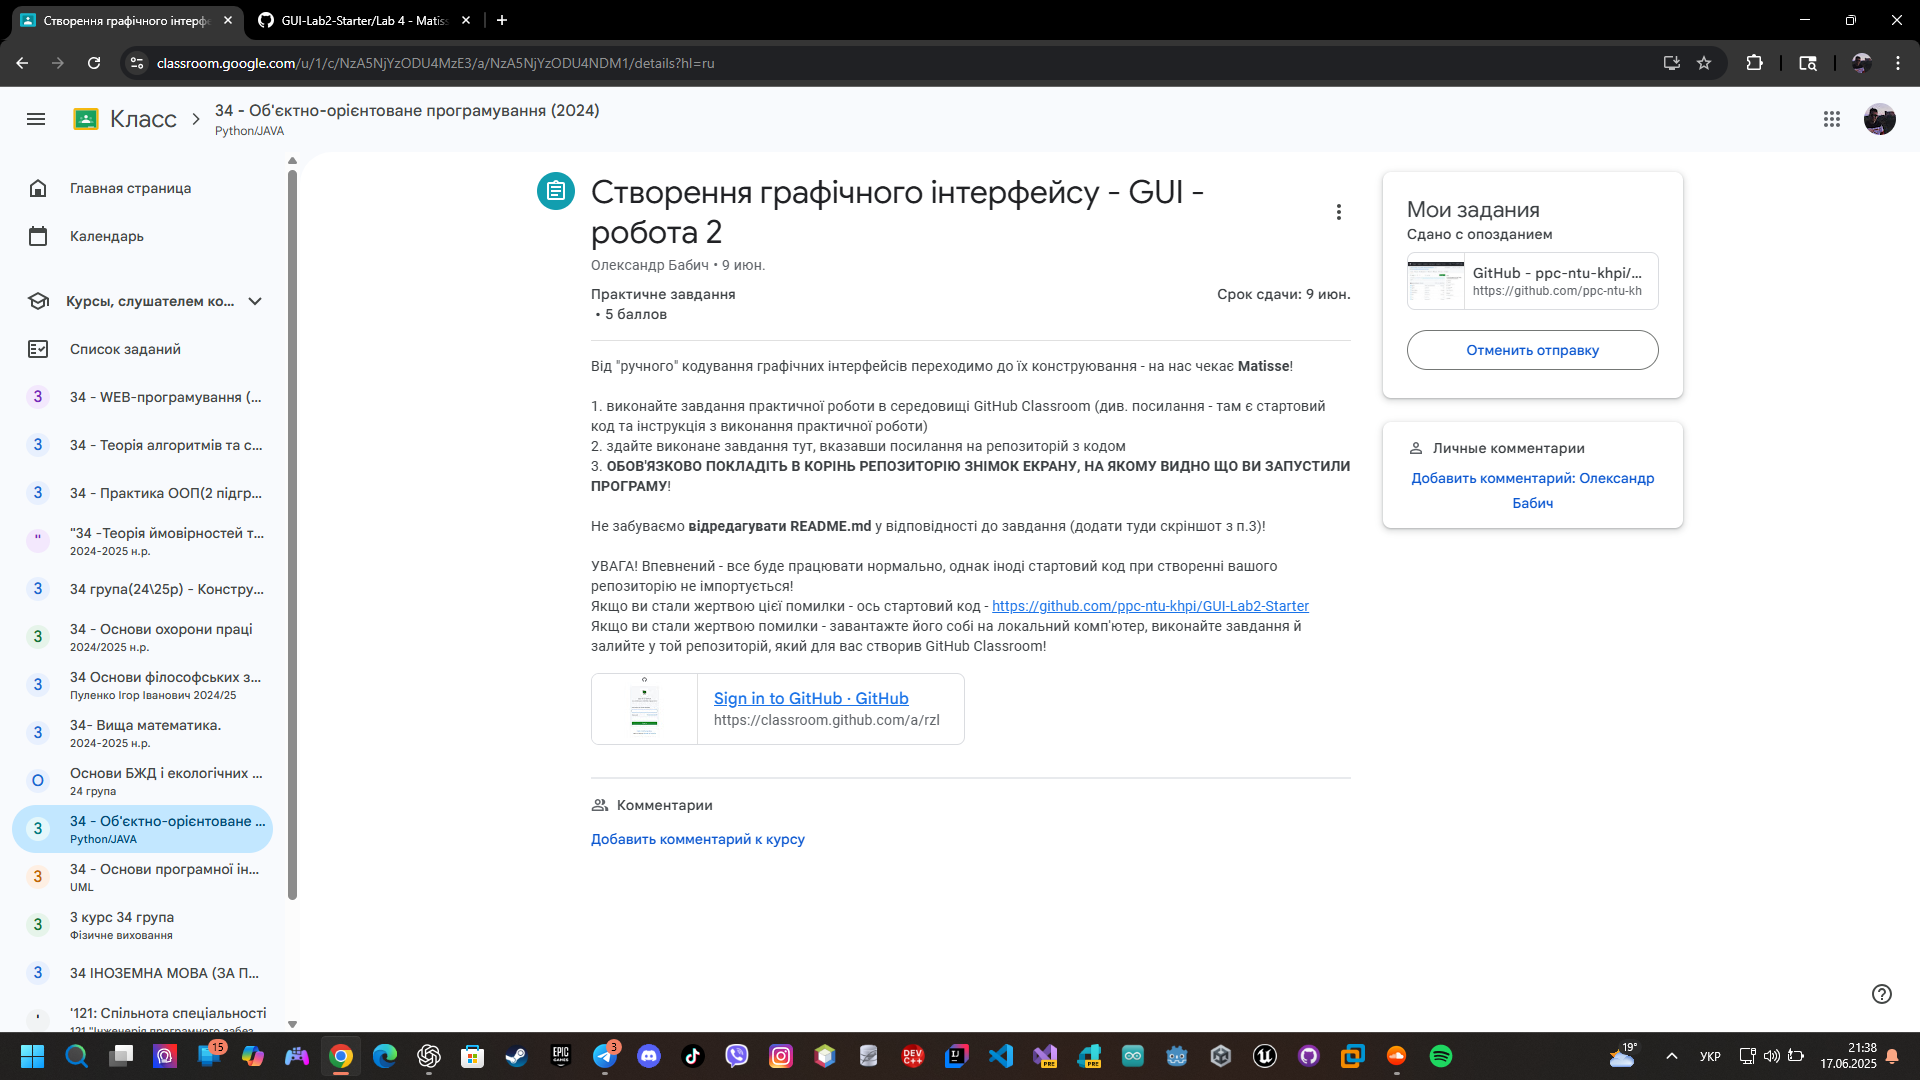 Створення графічного інтерф
GUI-Lab2-Starter/Lab 4 - Matiss
classroom.google.com/u/1/c/NzA5NjYzODU4MzE3/a/NzA5NjYzODU4NDM1/details?hl=ru
Класс
34 - Об'єктно-орієнтоване програмування (2024)
Python/JAVA
Главная страница
Календарь
Курсы, слушателем ко...
Список заданий
3
34 - WEB-програмування (...
3
34 - Теорія алгоритмів та с...
3
34 - Практика ООП(2 підгр...
"
"34 -Теорія ймовірностей т...
2024-2025 н.р.
3
34 група(24\25р) - Констру...
3
34 - Основи охорони праці
2024/2025 н.р.
3
34 Основи філософських з...
Пуленко Ігор Іванович 2024/25
3
34- Вища математика.
2024-2025 н.р.
О
Основи БЖД і екологічних ...
24 група
3
34 - Об'єктно-орієнтоване ...
Python/JAVA
3
34 - Основи програмної ін...
UML
3
3 курс 34 група
Фізичне виховання
3
34 ІНОЗЕМНА МОВА (ЗА П...
'
'121: Спільнота спеціальності
121 "Інженерія програмного забез
Створення графічного інтерфейсу - GUI -
робота 2
Олександр Бабич • 9 июн.
Практичне завдання
Срок сдачи: 9 июн.
• 5 баллов
Від "ручного" кодування графічних інтерфейсів переходимо до їх конструювання - на нас чекає Matisse!
1. виконайте завдання практичної роботи в середовищі GitHub Classroom (див. посилання - там є стартовий
код та інструкція з виконання практичної роботи)
2. здайте виконане завдання тут, вказавши посилання на репозиторій з кодом
3. ОБОВ'ЯЗКОВО ПОКЛАДІТЬ В КОРІНЬ РЕПОЗИТОРІЮ ЗНІМОК ЕКРАНУ, НА ЯКОМУ ВИДНО ЩО ВИ ЗАПУСТИЛИ
ПРОГРАМУ!
Не забуваємо відредагувати README.md у відповідності до завдання (додати туди скріншот з п.3)!
УВАГА! Впевнений - все буде працювати нормально, однак іноді стартовий код при створенні вашого
репозиторію не імпортується!
Якщо ви стали жертвою цієї помилки - ось стартовий код - https://github.com/ppc-ntu-khpi/GUI-Lab2-Starter
Якщо ви стали жертвою помилки - завантажте його собі на локальний комп'ютер, виконайте завдання й
залийте у той репозиторій, який для вас створив GitHub Classroom!
Sign in to GitHub · GitHub
https://classroom.github.com/a/rzl
Комментарии
Добавить комментарий к курсу
Мои задания
Сдано с опозданием
GitHub - ppc-ntu-khpi/...
https://github.com/ppc-ntu-kh
Отменить отправку
Личные комментарии
Добавить комментарий: Олександр
Бабич
15
3
EPIC
GAMES
DEV
C++
IJ
PRE
PRE
19°
УКР
21:38
17.06.2025